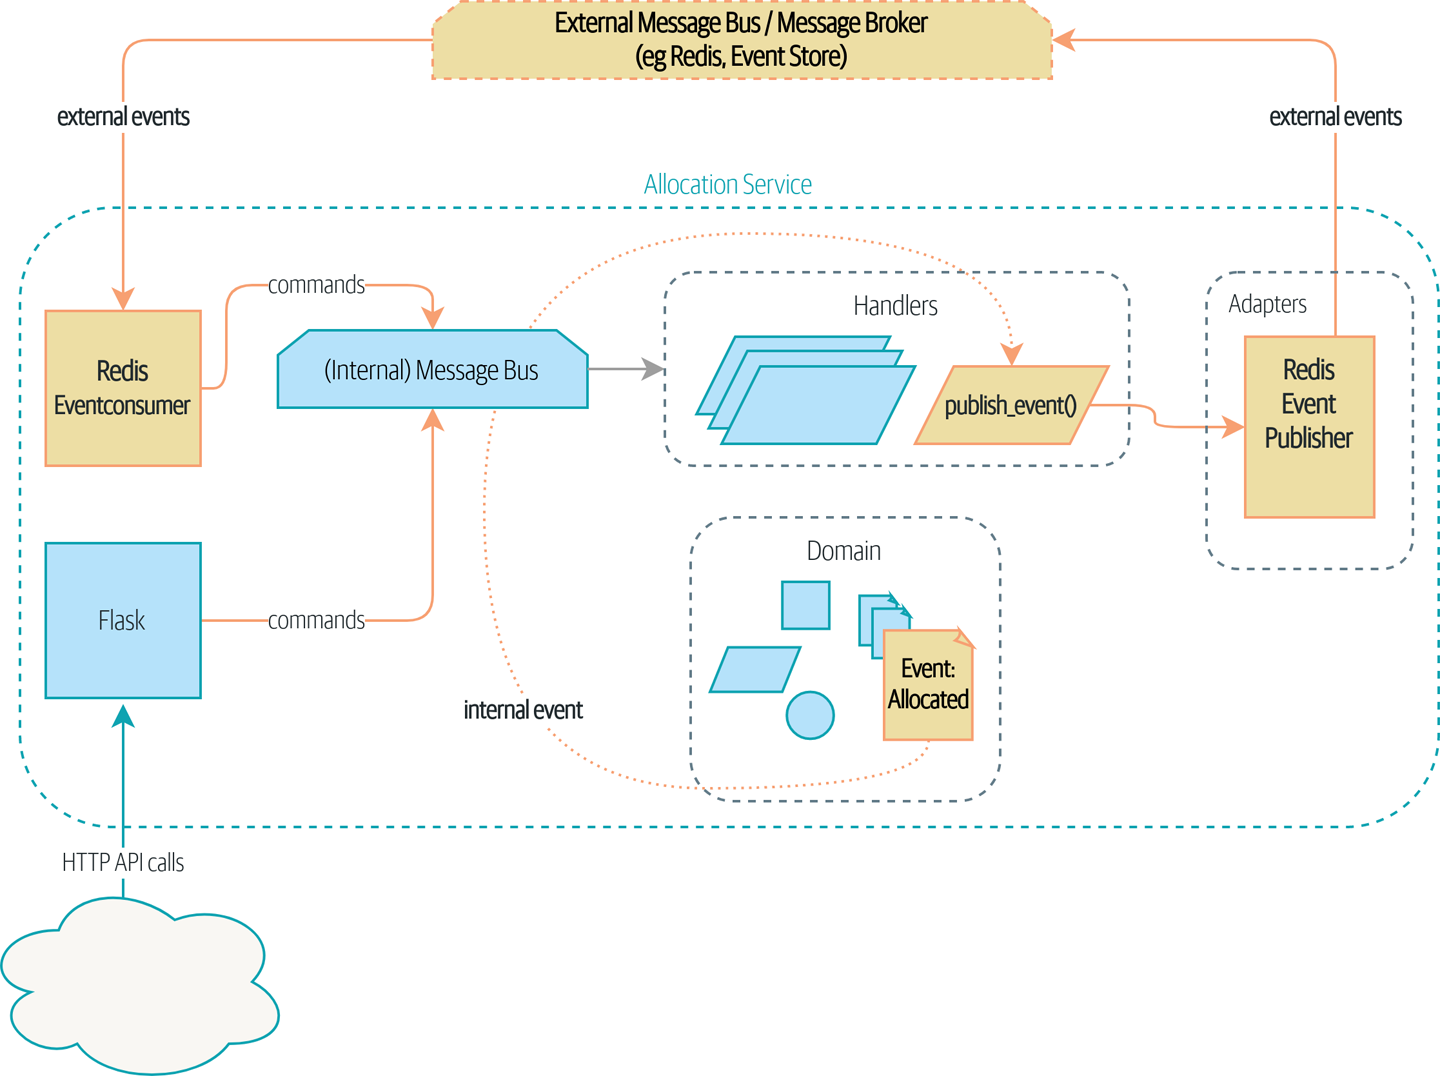 External Message Bus / Message Broker
(eg Redis, Event Store)
external events
external events
Allocation Service
commands
Handlers
Adapters
(Internal) Message Bus
Redis
Eventconsumer
publish_event()
Redis
Event
Publisher
Domain
Flask
commands
Event:
Allocated
internal event
HTTP API calls